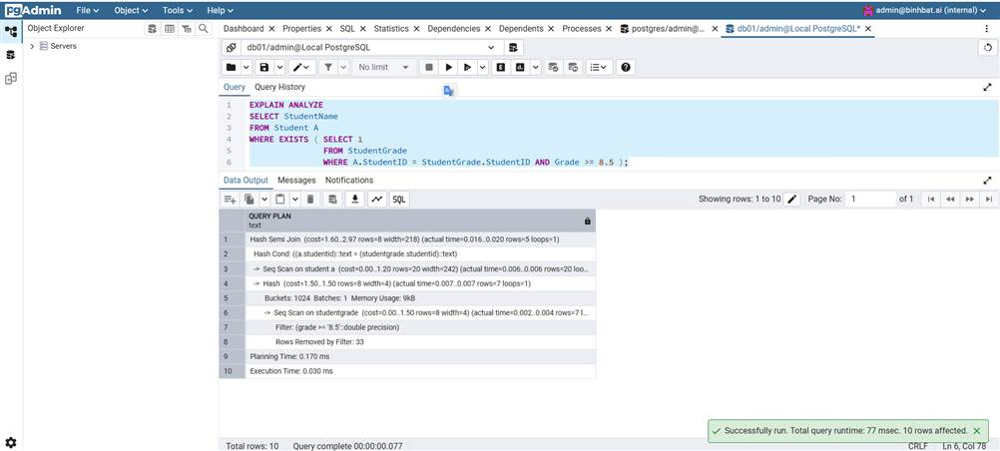 pgAdmin File Object Tools Help admin@binhbat.ai (internal)
Object Explorer
Dashboard Properties SQL Statistics Dependencies Dependents Processes postgres/admin@... db01/admin@Local PostgreSQL*
Servers
db01/admin@Local PostgreSQL
No limit
Query Query History
1 EXPLAIN ANALYZE
2 SELECT StudentName
3 FROM Student A
4 WHERE EXISTS ( SELECT 1
5 FROM StudentGrade
6 WHERE A.StudentID = StudentGrade.StudentID AND Grade >= 8.5 );
Data Output Messages Notifications
SQL Showing rows: 1 to 10 Page No: 1 of 1
QUERY PLAN
text
1 Hash Semi Join (cost=1.60..2.97 rows=8 width=218) (actual time=0.016..0.020 rows=5 loops=1)
2 Hash Cond: ((a.studentid)::text = (studentgrade.studentid)::text)
3 -> Seq Scan on student a (cost=0.00..1.20 rows=20 width=242) (actual time=0.006..0.006 rows=20 loo...
4 -> Hash (cost=1.50..1.50 rows=8 width=4) (actual time=0.007..0.007 rows=7 loops=1)
5 Buckets: 1024 Batches: 1 Memory Usage: 9kB
6 -> Seq Scan on studentgrade (cost=0.00..1.50 rows=8 width=4) (actual time=0.002..0.004 rows=7 l...
7 Filter: (grade >= '8.5'::double precision)
8 Rows Removed by Filter: 33
9 Planning Time: 0.170 ms
10 Execution Time: 0.030 ms
Successfully run. Total query runtime: 77 msec. 10 rows affected.
Total rows: 10 Query complete 00:00:00.077 CRLF Ln 6, Col 78